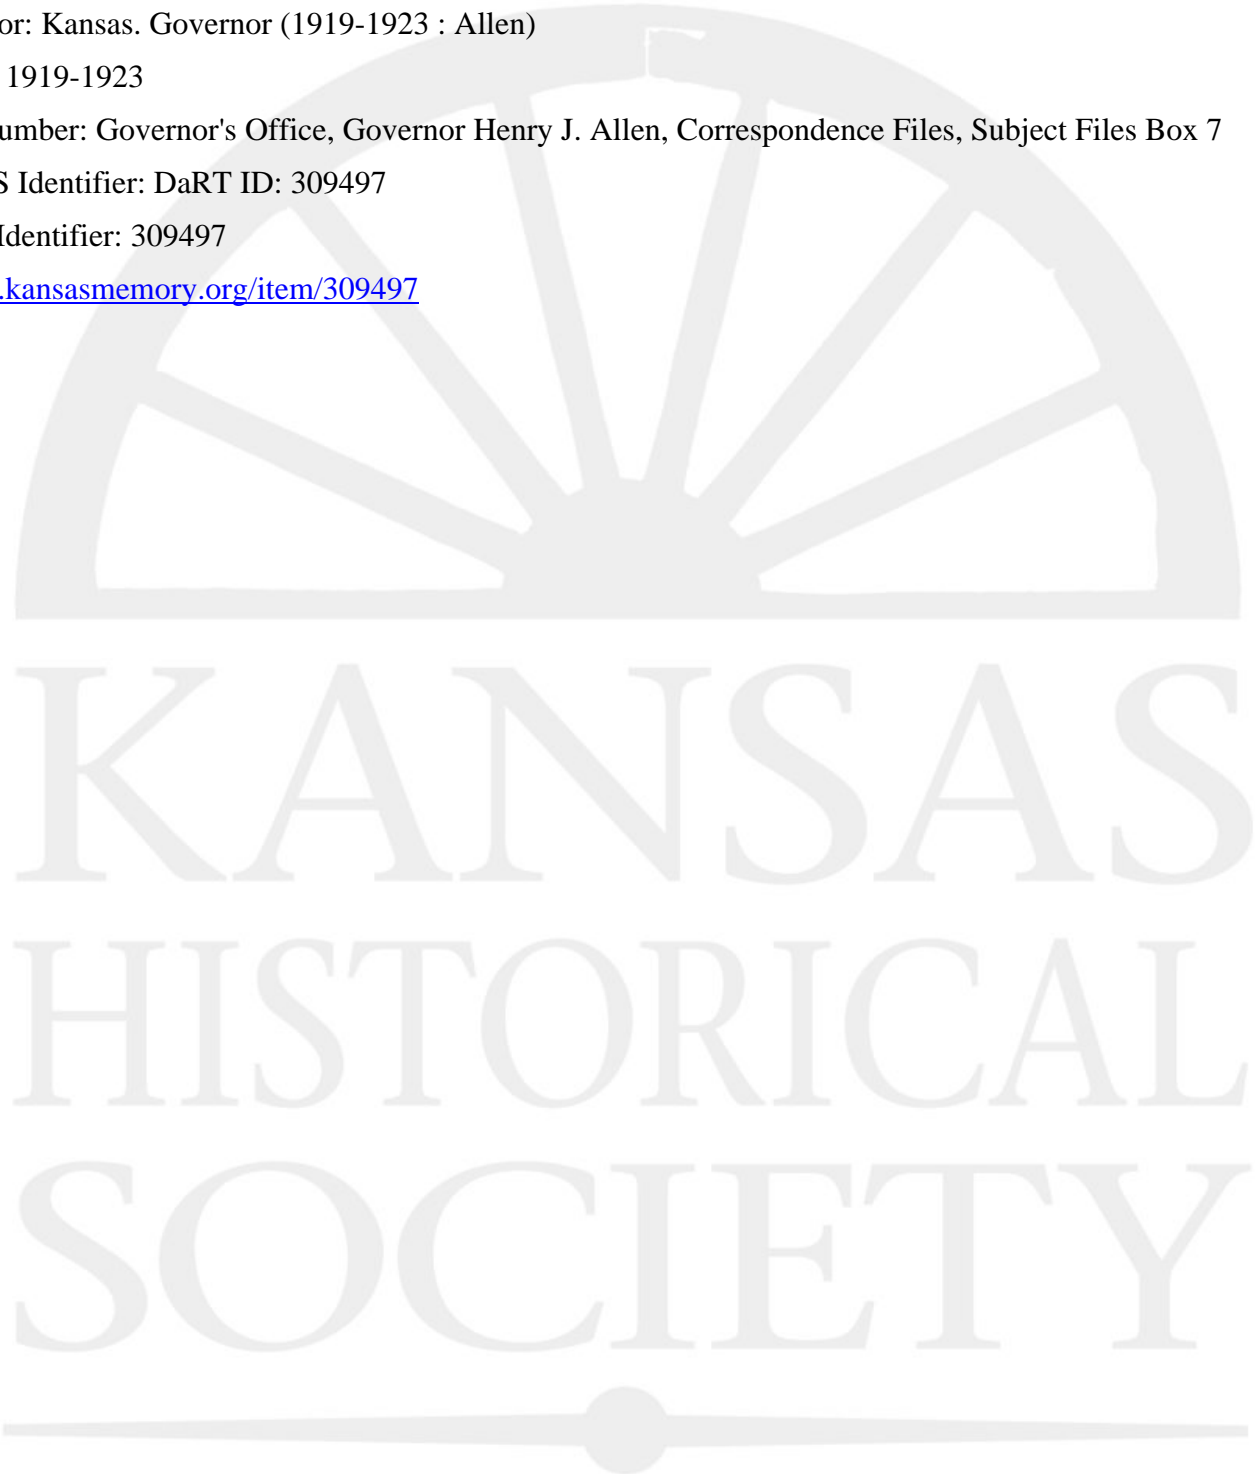 or: Kansas. Governor (1919-1923 : Allen)
1919-1923
umber: Governor's Office, Governor Henry J. Allen, Correspondence Files, Subject Files Box 7
S Identifier: DaRT ID: 309497
Identifier: 309497
.kansasmemory.org/item/309497
KANSAS
HISTORICAL
SOCIETY